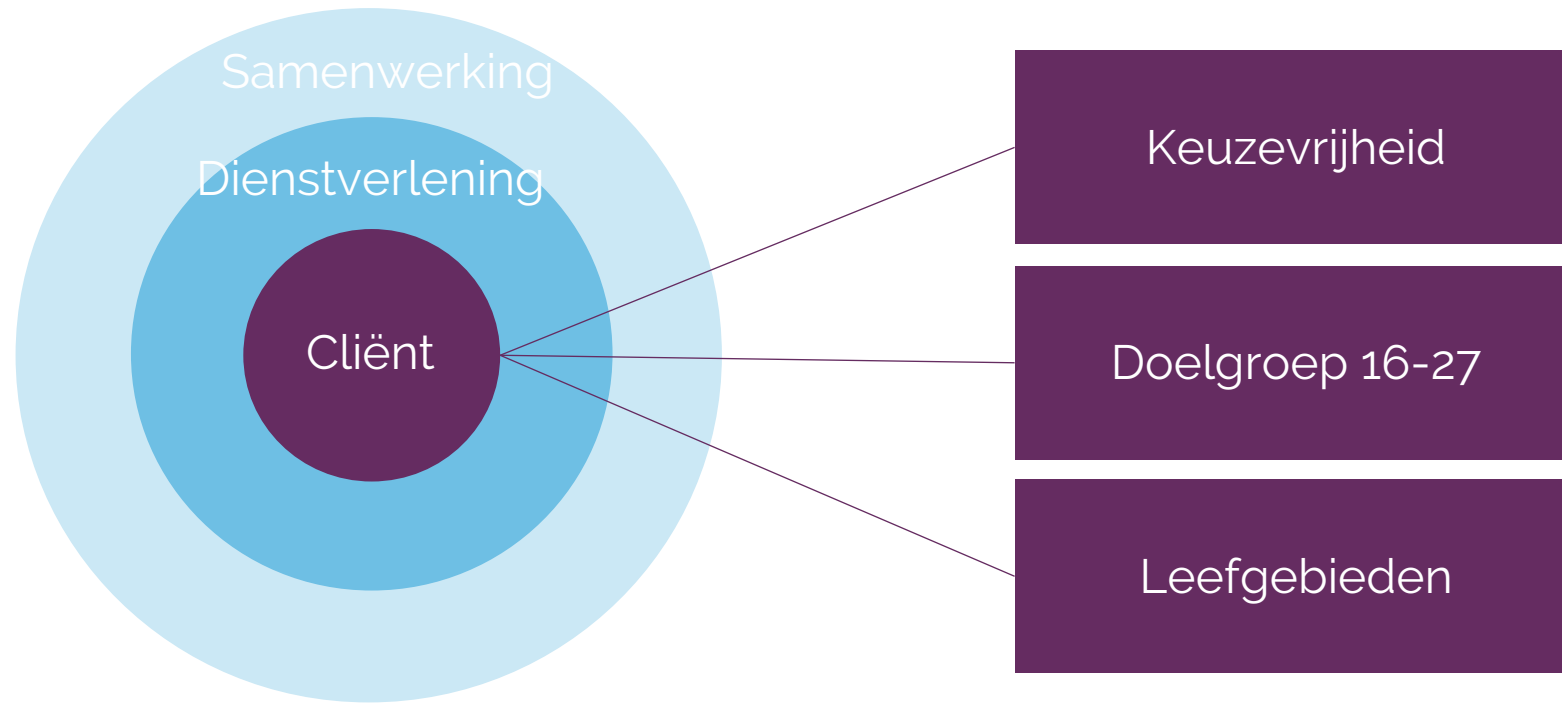 Samenwerking
Dienstverlening
Cliënt
Keuzevrijheid
Doelgroep 16-27
Leefgebieden